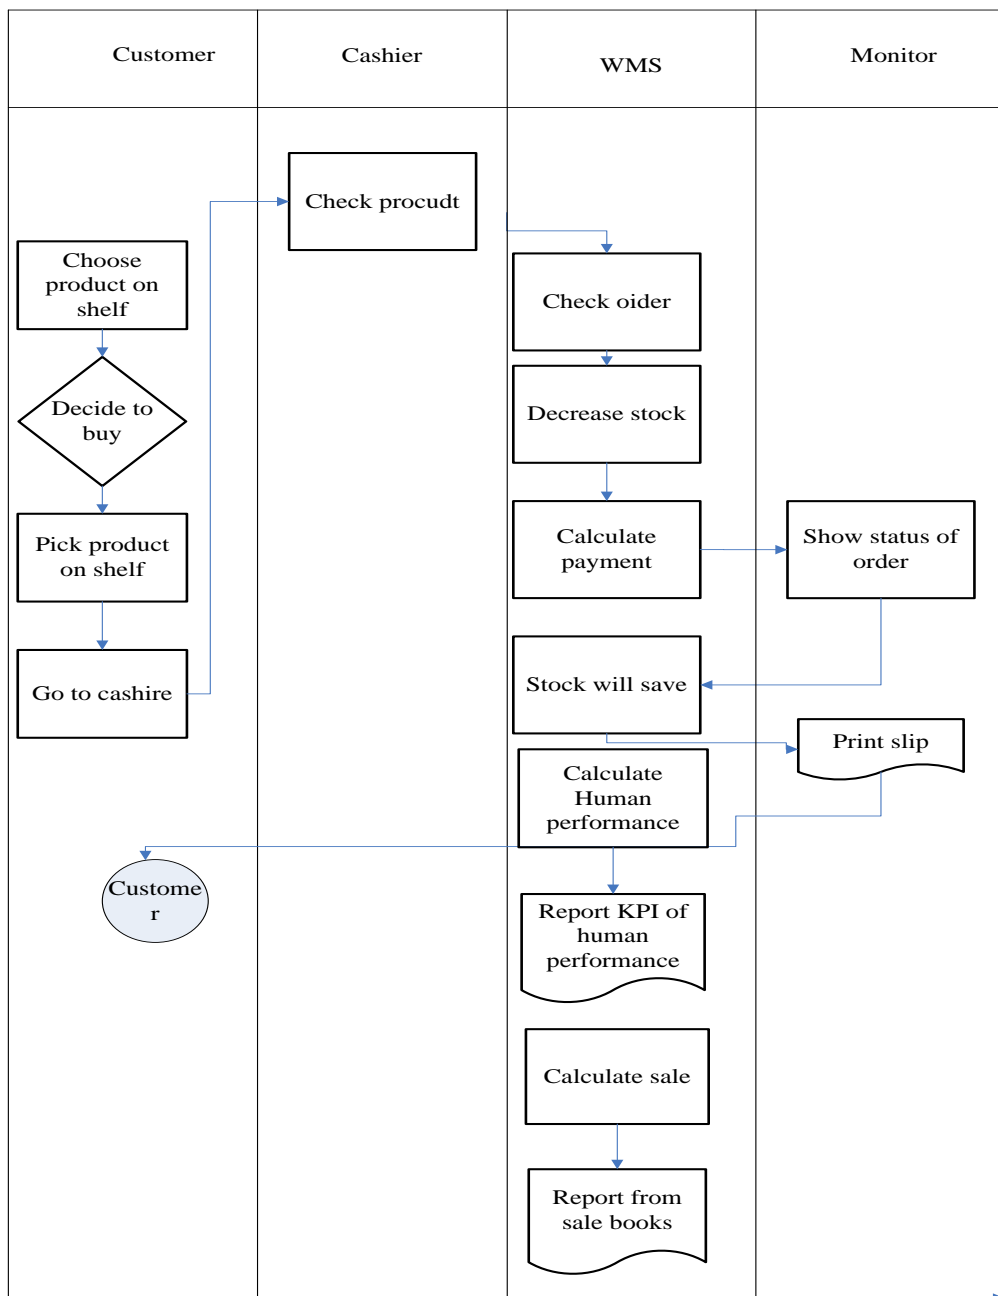 Customer
Cashier
WMS
Monitor
Check procudt
Choose
product on
shelf
Check oider
Decide to
buy
Decrease stock
Pick product
on shelf
Calculate
payment
Show status of
order
Go to cashire
Stock will save
Print slip
Calculate
Human
performance
Custome
r
Report KPI of
human
performance
Calculate sale
Report from
sale books